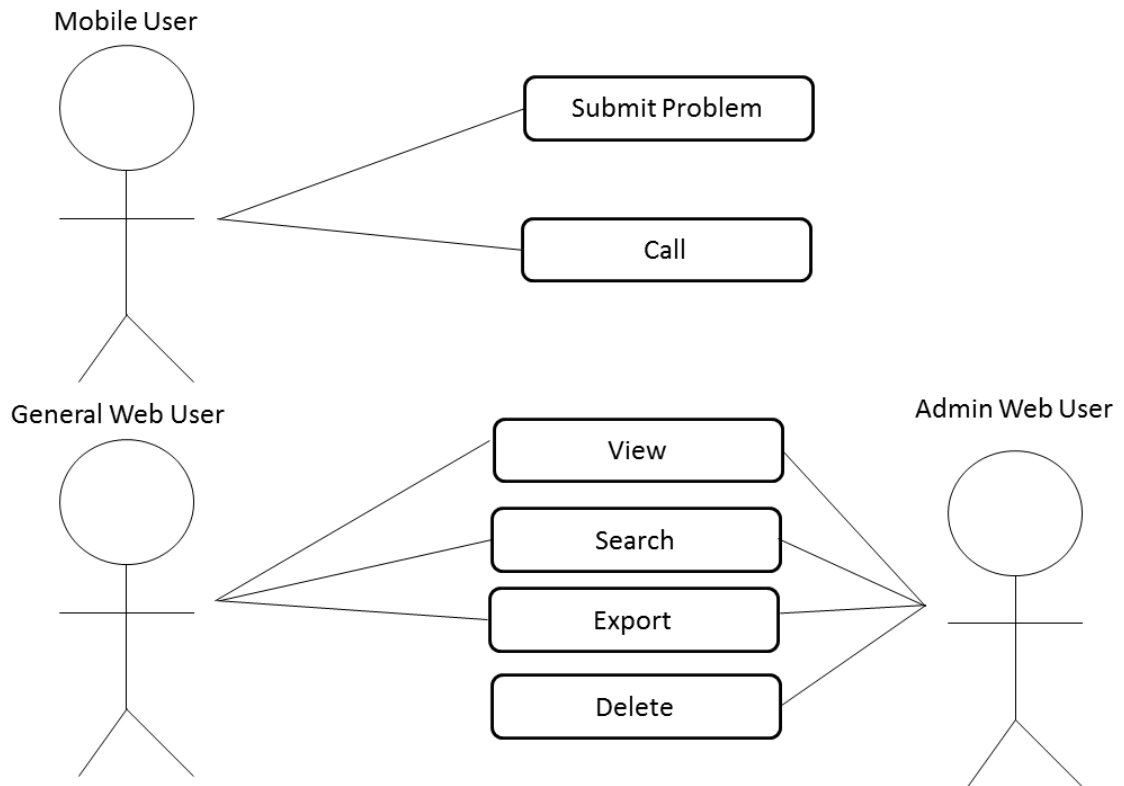 Mobile User
Submit Problem
Call
General Web User
Admin Web User
View
Search
Export
Delete